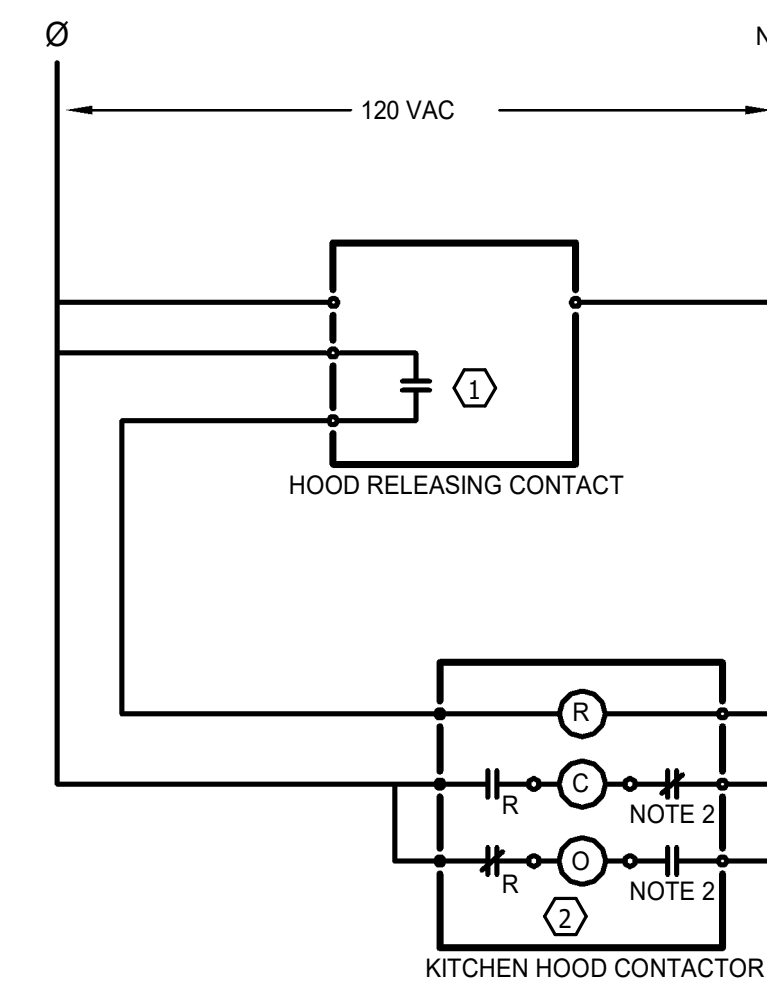 Ø
N
120 VAC
1
HOOD RELEASING CONTACT
R
C
R
NOTE 2
O
R
NOTE 2
2
KITCHEN HOOD CONTACTOR